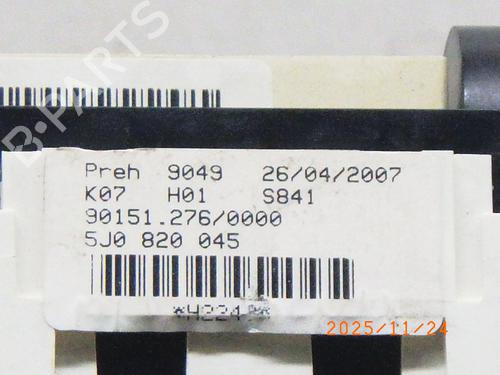 B-PARTS
Preh 9049 26/04/2007
K07 H01 S841
90151.276/0000
5J0 820 045
2025/11/24